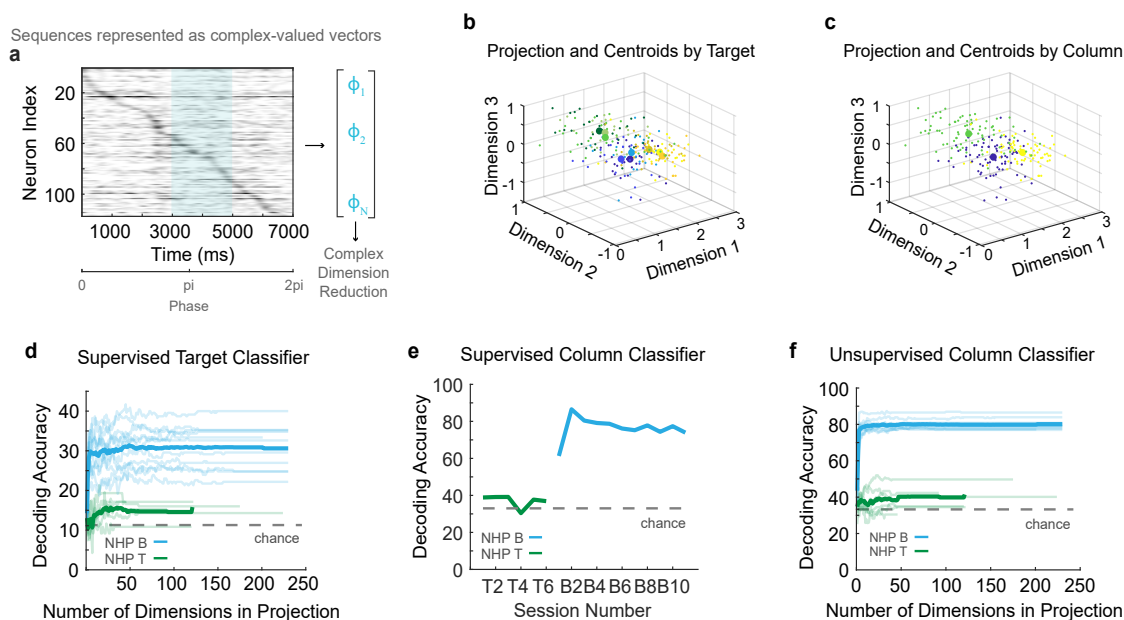 Sequences represented as complex-valued vectors
a
Neuron Index
20
60
100
1000 3000 5000 7000
Time (ms)
0 pi 2pi
Phase
ϕ1
ϕ2
ϕN
Complex
Dimension
Reduction
b
Projection and Centroids by Target
Dimension 3
1
0
-1
1
0
-1
Dimension 2
0
1
2
3
Dimension 1
c
Projection and Centroids by Column
Dimension 3
1
0
-1
1
0
-1
Dimension 2
0
1
2
3
Dimension 1
d
Supervised Target Classifier
Decoding Accuracy
40
30
20
10
0
chance
NHP B
NHP T
50 100 150 200 250
Number of Dimensions in Projection
e
Supervised Column Classifier
Decoding Accuracy
100
80
60
40
20
0
chance
NHP B
NHP T
T2 T4 T6 B2 B4 B6 B8 B10
Session Number
f
Unsupervised Column Classifier
Decoding Accuracy
100
80
60
40
20
0
chance
NHP B
NHP T
0 50 100 150 200 250
Number of Dimensions in Projection